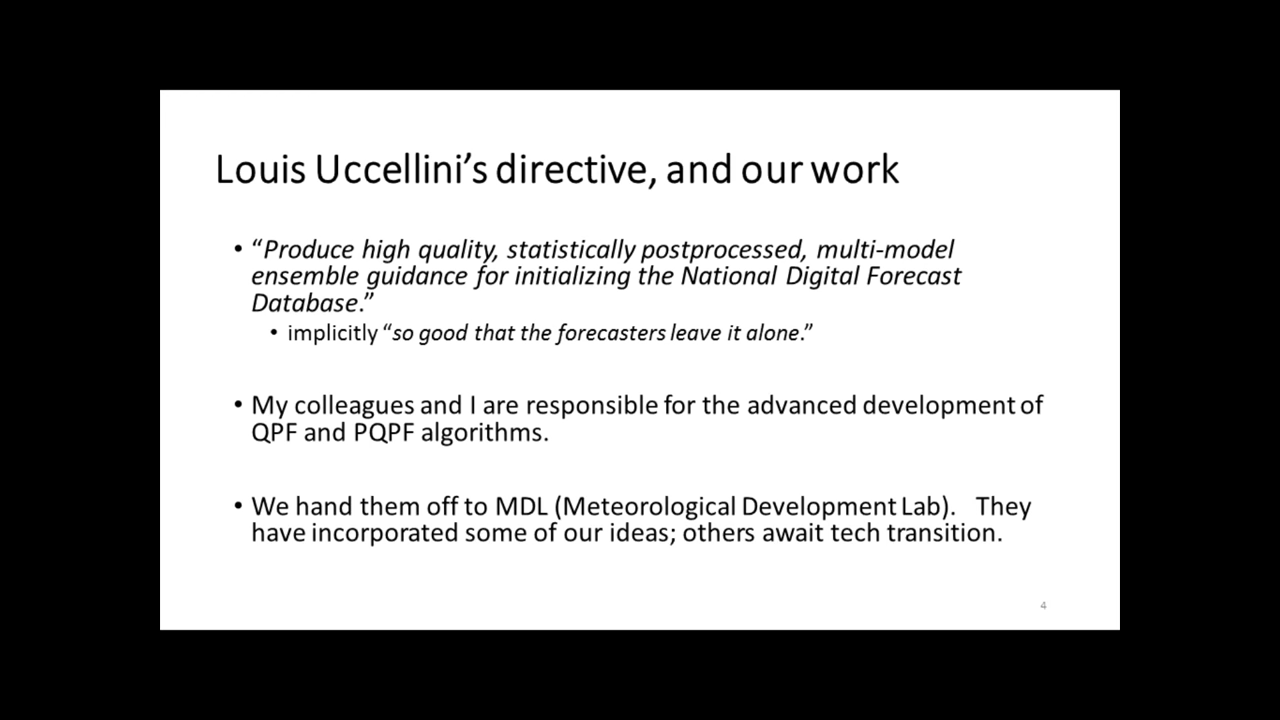 Louis Uccellini’s directive, and our work
• “Produce high quality, statistically postprocessed, multi-model
ensemble guidance for initializing the National Digital Forecast
Database.”
• implicitly “so good that the forecasters leave it alone.”
• My colleagues and I are responsible for the advanced development of
QPF and PQPF algorithms.
• We hand them off to MDL (Meteorological Development Lab). They
have incorporated some of our ideas; others await tech transition.
4